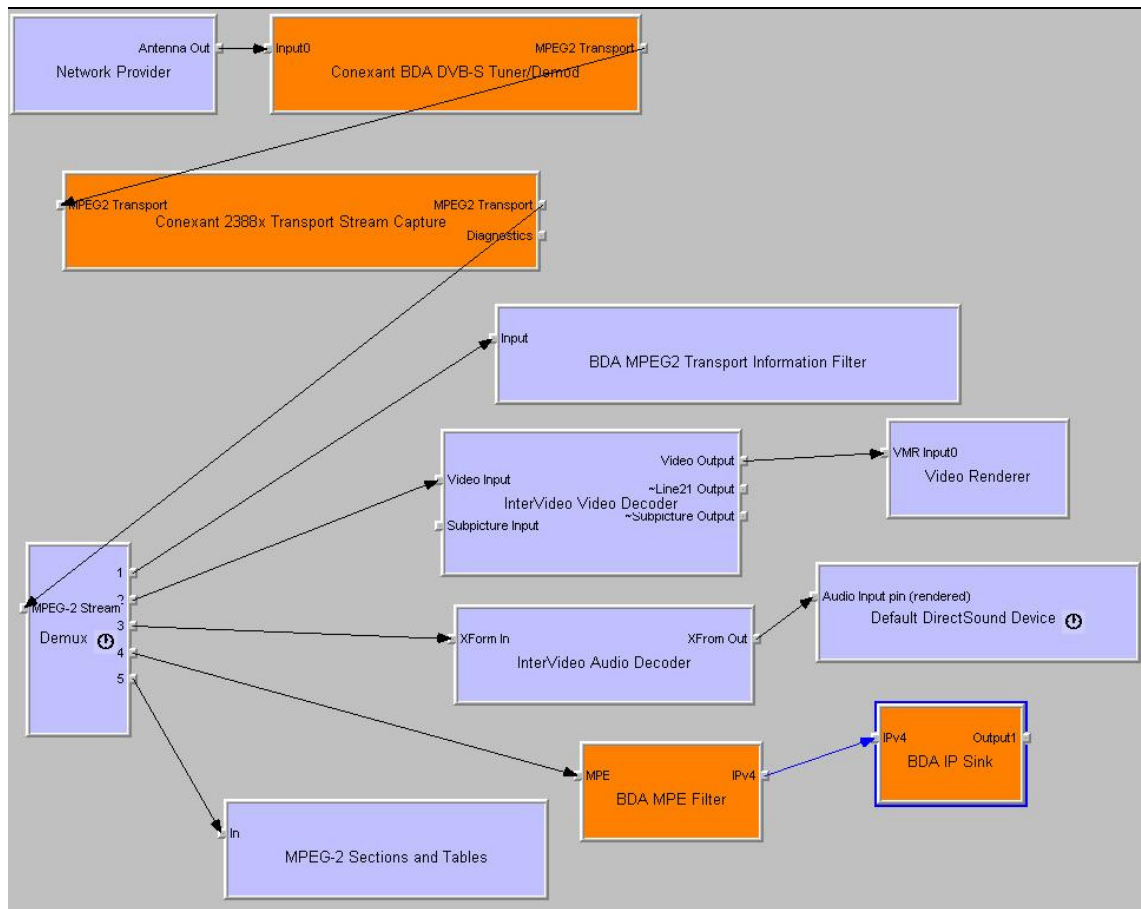 Antenna Out
Network Provider
Input0
MPEG2 Transport
Conexant BDA DVB-S Tuner/Demod
MPEG2 Transport
MPEG2 Transport
Conexant 2388x Transport Stream Capture
Diagnostics
Input
BDA MPEG2 Transport Information Filter
Video Output
Video Input
~Line21 Output
InterVideo Video Decoder
~Subpicture Output
Subpicture Input
VMR Input0
Video Renderer
1
2
MPEG-2 Stream
3
Demux
4
5
XForm In
XFrom Out
InterVideo Audio Decoder
Audio Input pin (rendered)
Default DirectSound Device
MPE
IPv4
BDA MPE Filter
IPv4
Output1
BDA IP Sink
In
MPEG-2 Sections and Tables